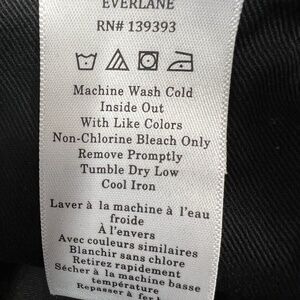 EVERLANE
RN# 139393
Machine Wash Cold
Inside Out
With Like Colors
Non-Chlorine Bleach Only
Remove Promptly
Tumble Dry Low
Cool Iron
Laver à la machine à l'eau
froide
À l'envers
Avec couleurs similaires
Blanchir sans chlore
Retirez rapidement
Sécher à la machine basse
température
Repasser à fer